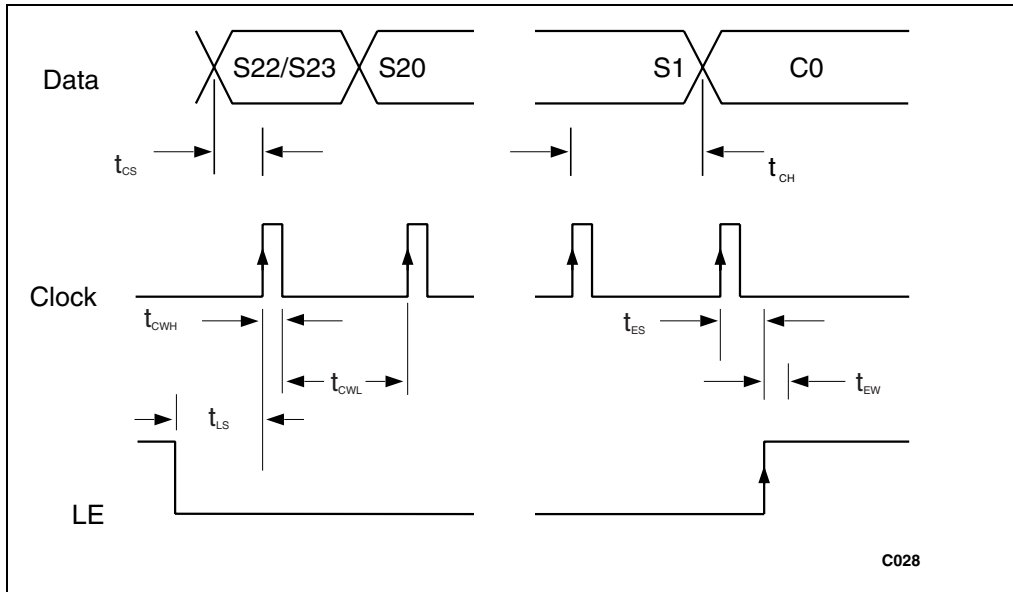 Data
S22/S23
S20
S1
C0
tCS
tCH
Clock
tCWH
tES
tCWL
tEW
tLS
LE
C028